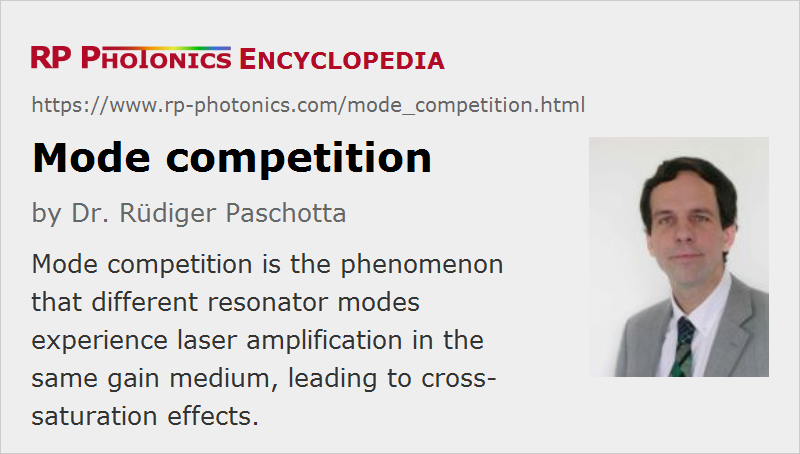 RP PHOTONICS ENCYCLOPEDIA
https://www.rp-photonics.com/mode_competition.html
Mode competition
by Dr. Rüdiger Paschotta
Mode competition is the phenomenon
that different resonator modes
experience laser amplification in the
same gain medium, leading to cross-
saturation effects.